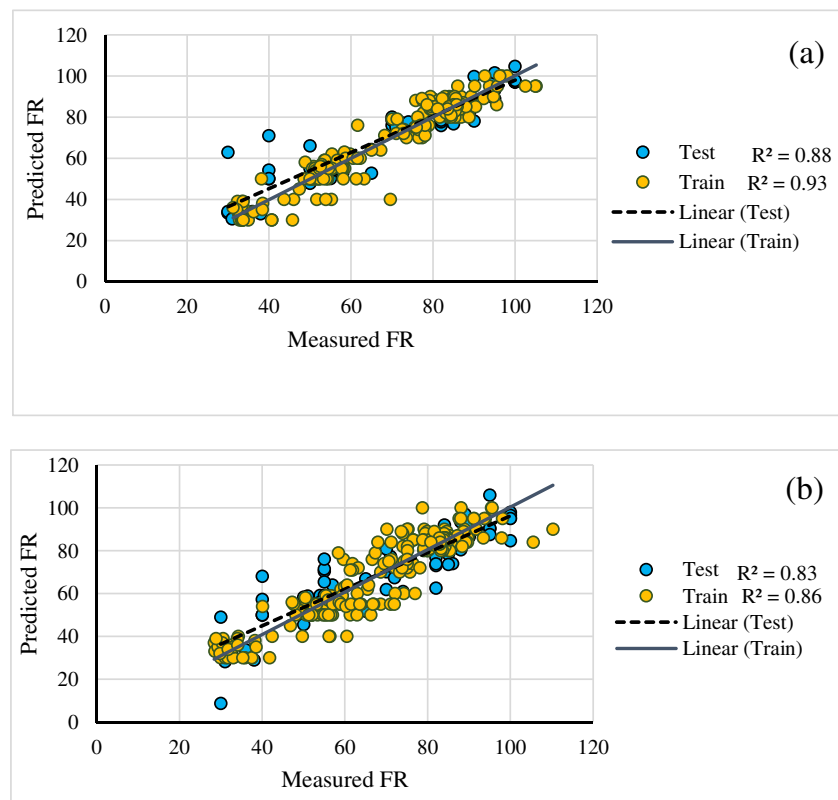 (a)
120
100
80
60
40
20
0
Predicted FR
0 20 40 60 80 100 120
Measured FR
Test R² = 0.88
Train R² = 0.93
Linear (Test)
Linear (Train)
(b)
120
100
80
60
40
20
0
Predicted FR
0 20 40 60 80 100 120
Measured FR
Test R² = 0.83
Train R² = 0.86
Linear (Test)
Linear (Train)